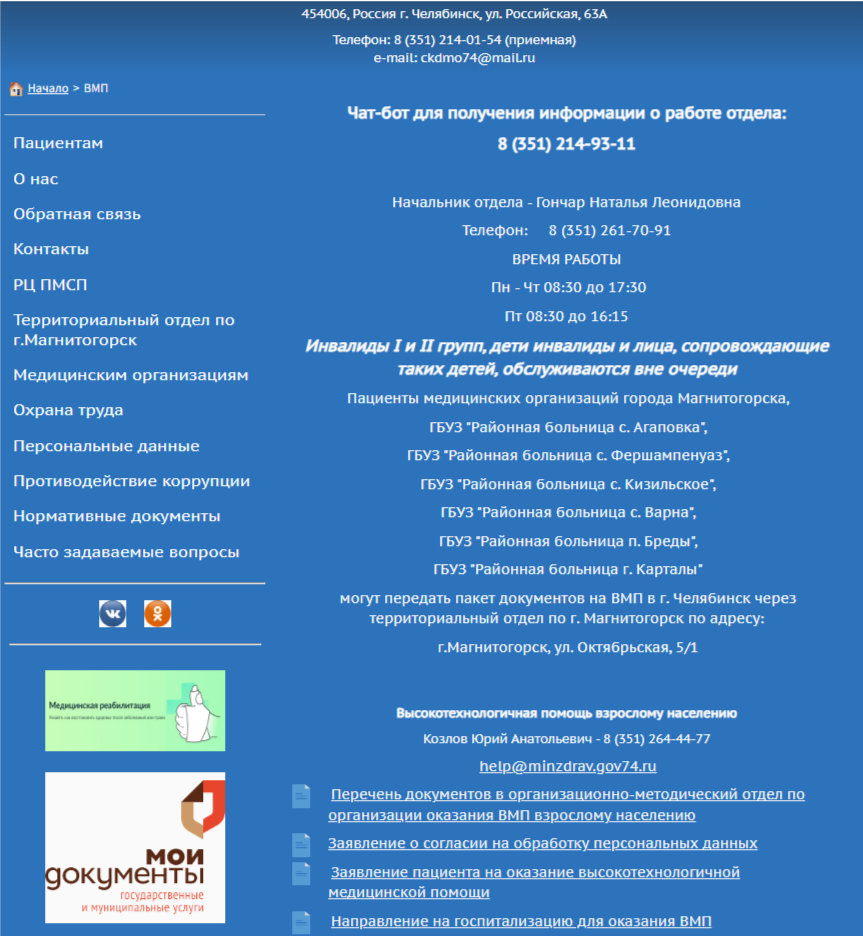 454006, Россия г. Челябинск, ул. Российская, 63А
Телефон: 8 (351) 214-01-54 (приемная)
e-mail: ckdmo74@mail.ru
Начало > ВМП
Пациентам
О нас
Обратная связь
Контакты
РЦ ПМСП
Территориальный отдел по
г.Магнитогорск
Медицинским организациям
Охрана труда
Персональные данные
Противодействие коррупции
Нормативные документы
Часто задаваемые вопросы
Медицинская реабилитация
мои
документы
государственные
и муниципальные услуги
Чат-бот для получения информации о работе отдела:
8 (351) 214-93-11
Начальник отдела - Гончар Наталья Леонидовна
Телефон: 8 (351) 261-70-91
ВРЕМЯ РАБОТЫ
Пн - Чт 08:30 до 17:30
Пт 08:30 до 16:15
Инвалиды I и II групп, дети инвалиды и лица, сопровождающие
таких детей, обслуживаются вне очереди
Пациенты медицинских организаций города Магнитогорска,
ГБУЗ "Районная больница с. Агаповка",
ГБУЗ "Районная больница с. Фершампенуаз",
ГБУЗ "Районная больница с. Кизильское",
ГБУЗ "Районная больница с. Варна",
ГБУЗ "Районная больница п. Бреды",
ГБУЗ "Районная больница г. Карталы"
могут передать пакет документов на ВМП в г. Челябинск через
территориальный отдел по г. Магнитогорск по адресу:
г.Магнитогорск, ул. Октябрьская, 5/1
Высокотехнологичная помощь взрослому населению
Козлов Юрий Анатольевич - 8 (351) 264-44-77
help@minzdrav.gov74.ru
Перечень документов в организационно-методический отдел по
организации оказания ВМП взрослому населению
Заявление о согласии на обработку персональных данных
Заявление пациента на оказание высокотехнологичной
медицинской помощи
Направление на госпитализацию для оказания ВМП